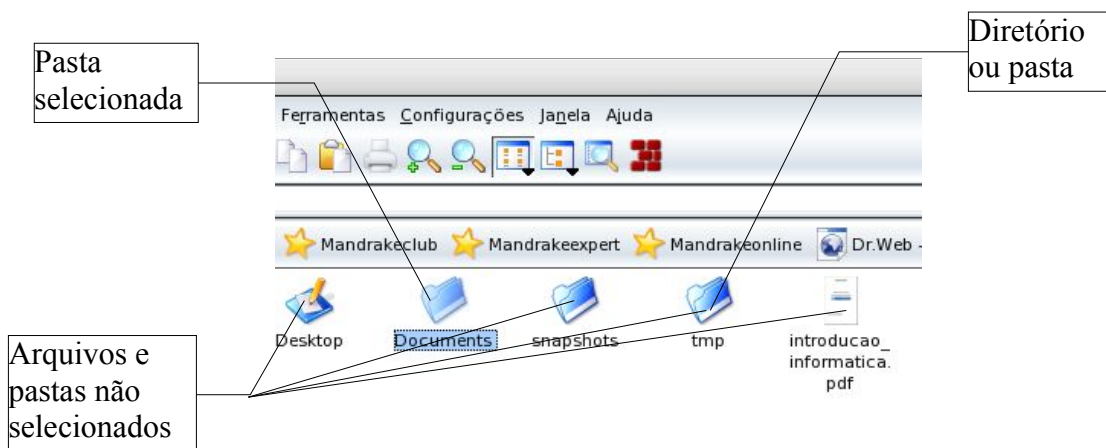 Diretório
ou pasta
Pasta
selecionada
Ferramentas Configurações Janela Ajuda
Mandrakeclub Mandrakeexpert Mandrakeonline Dr.Web -
Desktop Documents snapshots tmp introducao_
informatica.
pdf
Arquivos e
pastas não
selecionados